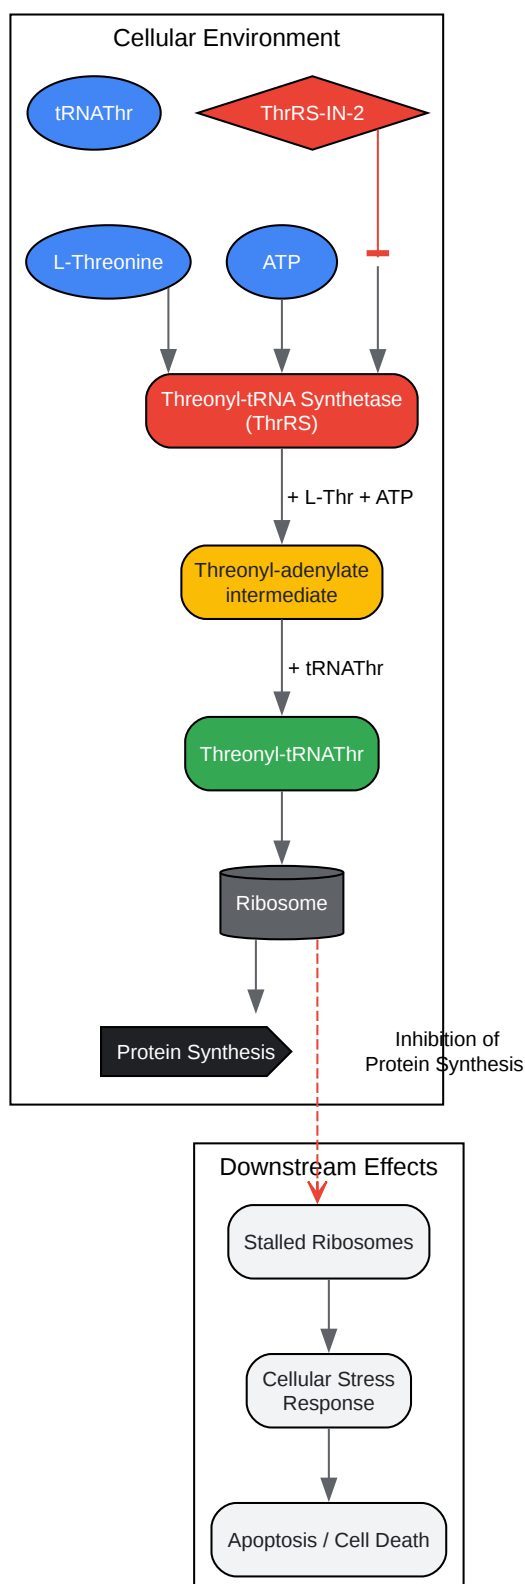 Cellular Environment
tRNAThr
ThrRS-IN-2
L-Threonine
ATP
Threonyl-tRNA Synthetase
(ThrRS)
+ L-Thr + ATP
Threonyl-adenylate
intermediate
+ tRNAThr
Threonyl-tRNAThr
Ribosome
Protein Synthesis
Inhibition of
Protein Synthesis
Downstream Effects
Stalled Ribosomes
Cellular Stress
Response
Apoptosis / Cell Death